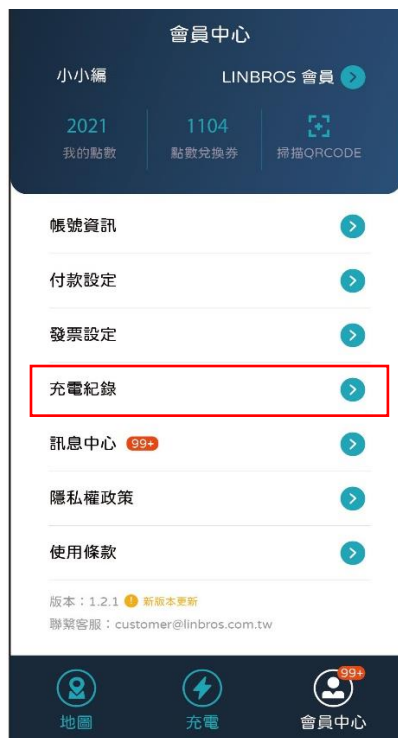 會員中心
小小編 LINBROS 會員
2021 1104
我的點數 點數兌換券 掃描QRCODE
帳號資訊
付款設定
發票設定
充電紀錄
訊息中心 99+
隱私權政策
使用條款
版本：1.2.1 新版本更新
聯繫客服：customer@linbros.com.tw
99+
地圖 充電 會員中心